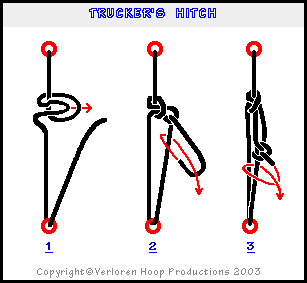 TRUCKER'S HITCH
1 2 3
Copyright©Verloren Hoop Productions 2003